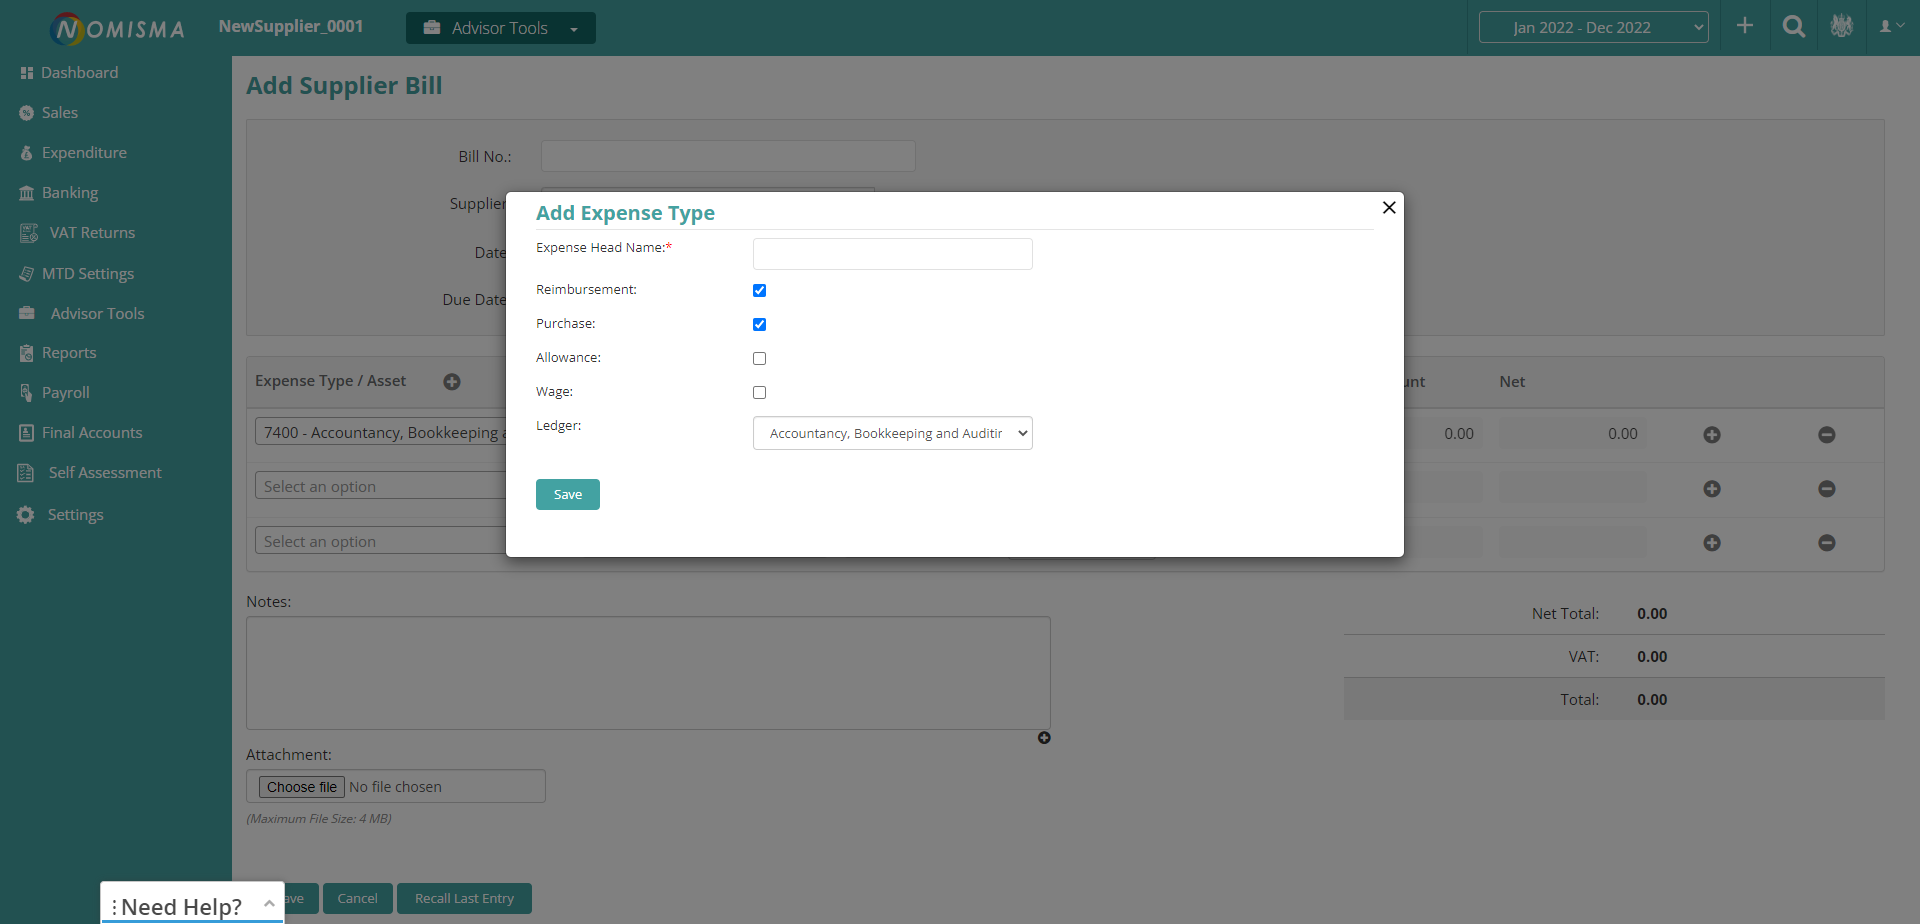 NOMISMA
NewSupplier_0001
Advisor Tools
Jan 2022 - Dec 2022
Dashboard
Sales
Expenditure
Banking
VAT Returns
MTD Settings
Advisor Tools
Reports
Payroll
Final Accounts
Self Assessment
Settings
Add Supplier Bill
Bill No.:
Supplier
Date
Due Date
Add Expense Type
Expense Head Name:*
Reimbursement:
Purchase:
Allowance:
Wage:
Ledger:
Accountancy, Bookkeeping and Auditir
Save
Expense Type / Asset
unt
Net
7400 - Accountancy, Bookkeeping a
0.00
0.00
Select an option
Select an option
Notes:
Net Total: 0.00
VAT: 0.00
Total: 0.00
Attachment:
Choose file No file chosen
(Maximum File Size: 4 MB)
ave
Cancel
Recall Last Entry
Need Help?